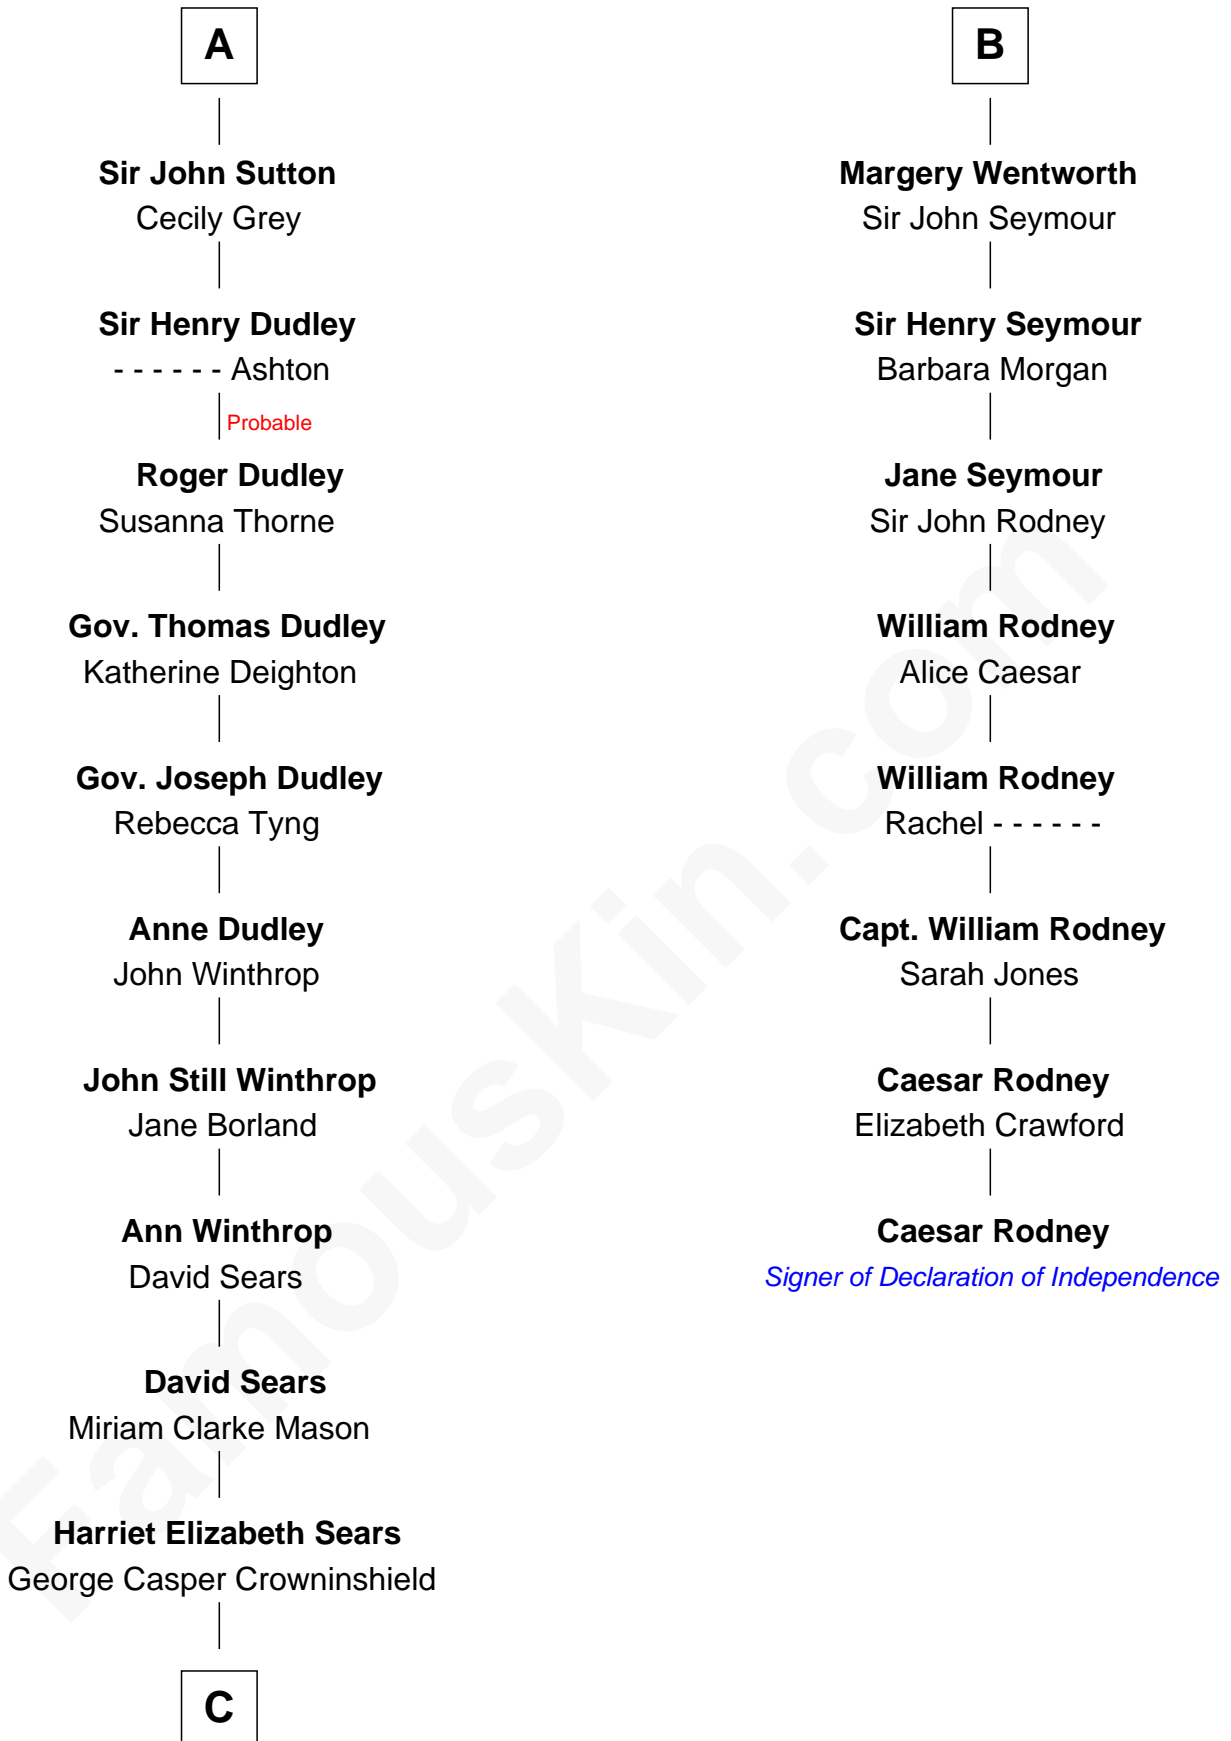 A
Sir John Sutton
Cecily Grey
Sir Henry Dudley
- - - - - - Ashton
Probable
Roger Dudley
Susanna Thorne
Gov. Thomas Dudley
Katherine Deighton
Gov. Joseph Dudley
Rebecca Tyng
Anne Dudley
John Winthrop
John Still Winthrop
Jane Borland
Ann Winthrop
David Sears
David Sears
Miriam Clarke Mason
Harriet Elizabeth Sears
George Casper Crowninshield
C
B
Margery Wentworth
Sir John Seymour
Sir Henry Seymour
Barbara Morgan
Jane Seymour
Sir John Rodney
William Rodney
Alice Caesar
William Rodney
Rachel - - - - - -
Capt. William Rodney
Sarah Jones
Caesar Rodney
Elizabeth Crawford
Caesar Rodney
Signer of Declaration of Independence
FamousKin.com